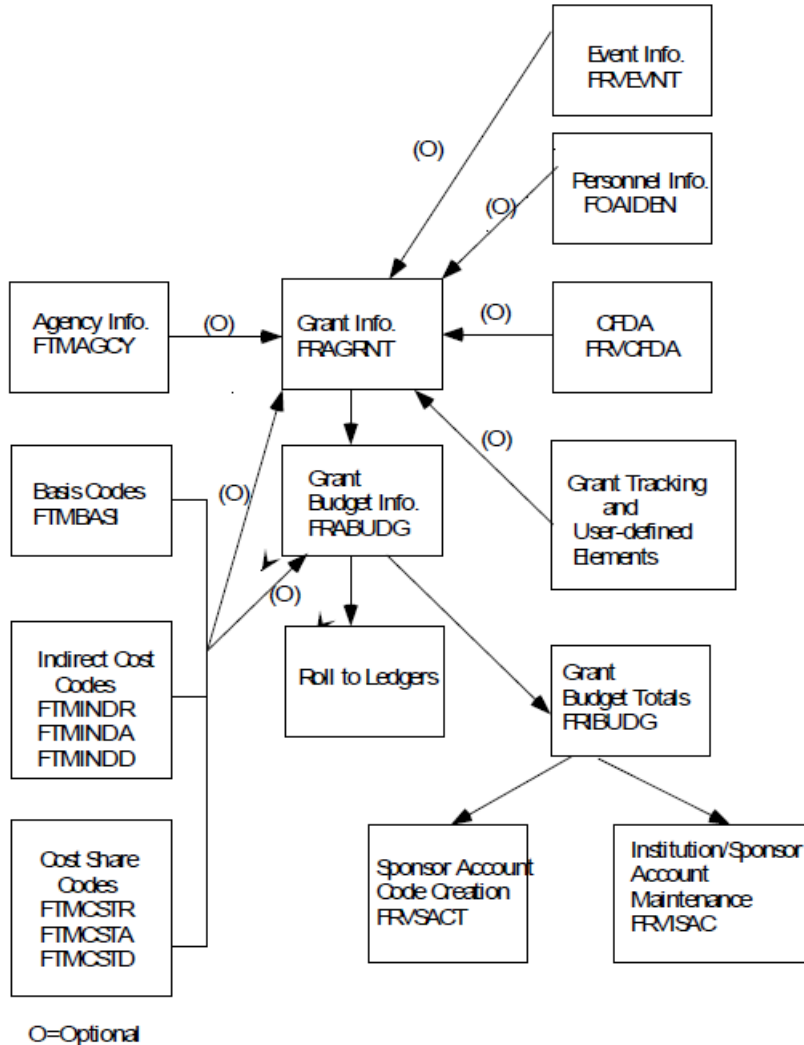 Event Info.
FRVEVNT
(O)
Personnel Info.
FOAIDEN
(O)
Agency Info.
FTMAGCY
(O)
Grant Info.
FRAGRNT
(O)
CFDA
FRVCFDA
(O)
Basis Codes
FTMBASI
(O)
Grant
Budget Info.
FRABUDG
Grant Tracking
and
User-defined
Elements
(O)
Indirect Cost
Codes
FTMINDR
FTMINDA
FTMINDD
Roll to Ledgers
Grant
Budget Totals
FRIBUDG
Cost Share
Codes
FTMCSTR
FTMCSTA
FTMCSTD
Sponsor Account
Code Creation
FRVSACT
Institution/Sponsor
Account
Maintenance
FRVISAC
O=Optional